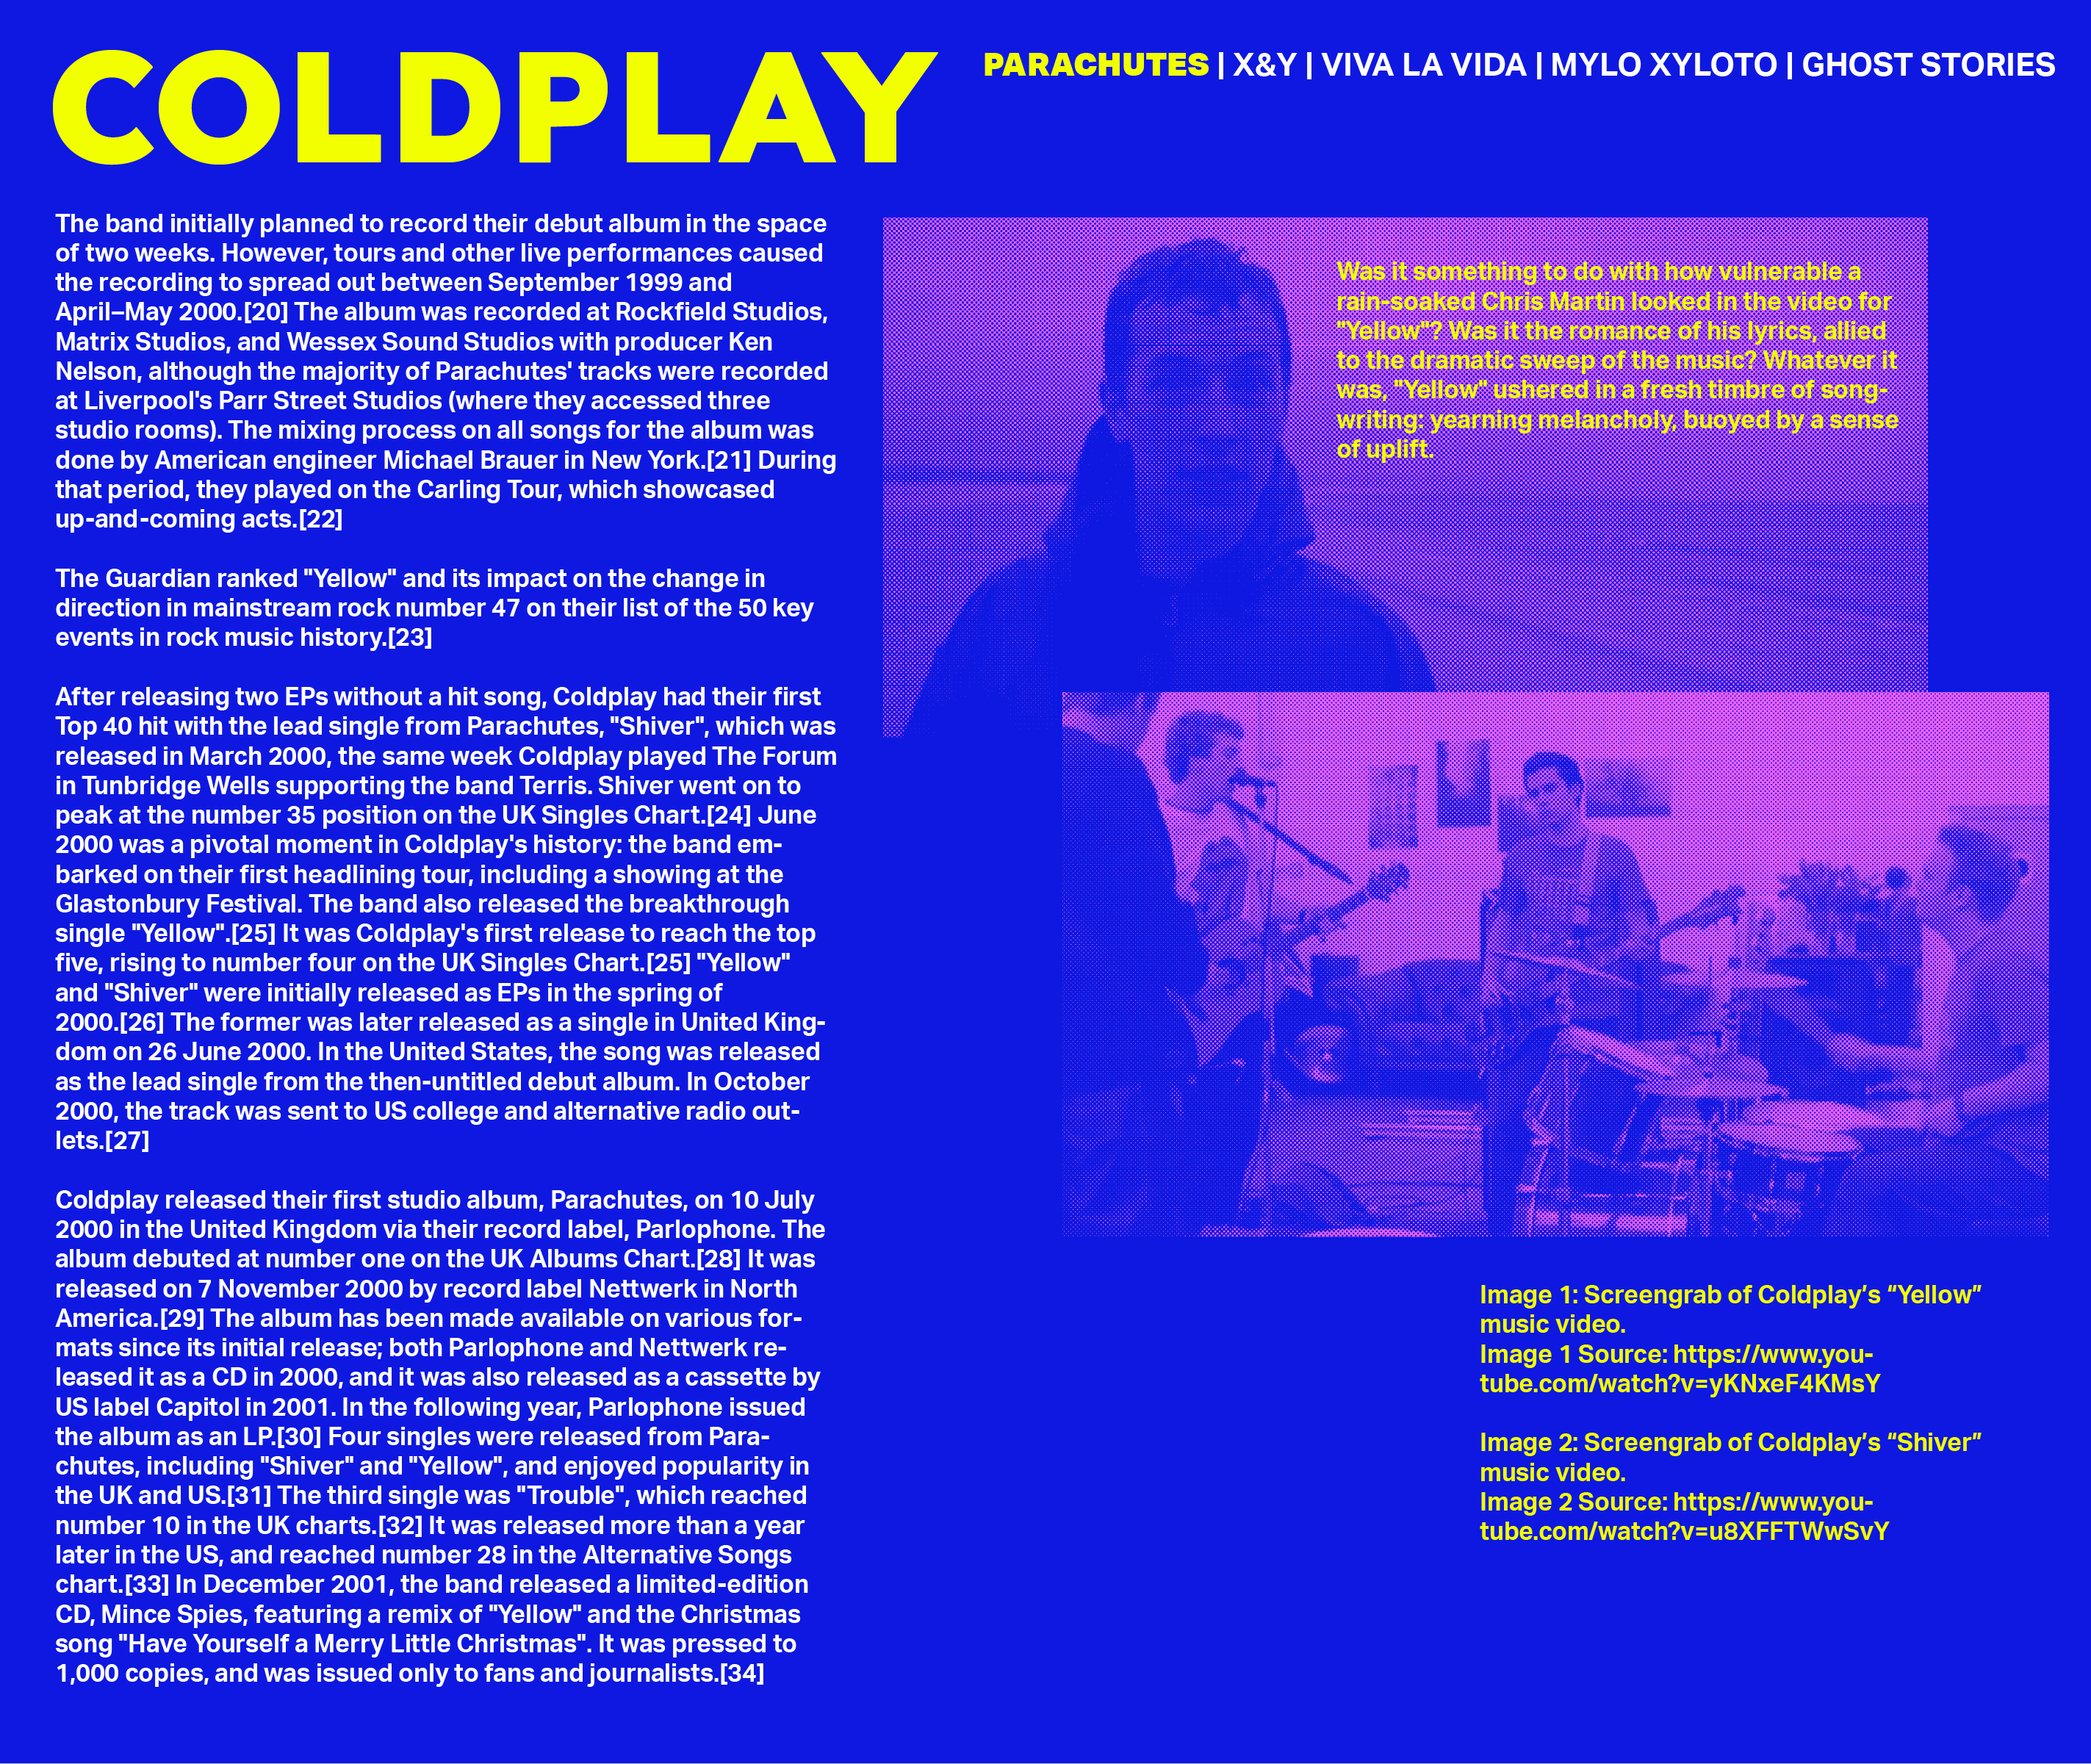 COLDPLAY
PARACHUTES | X&Y | VIVA LA VIDA | MYLO XYLOTO | GHOST STORIES
The band initially planned to record their debut album in the space
of two weeks. However, tours and other live performances caused
the recording to spread out between September 1999 and
April–May 2000.[20] The album was recorded at Rockfield Studios,
Matrix Studios, and Wessex Sound Studios with producer Ken
Nelson, although the majority of Parachutes' tracks were recorded
at Liverpool's Parr Street Studios (where they accessed three
studio rooms). The mixing process on all songs for the album was
done by American engineer Michael Brauer in New York.[21] During
that period, they played on the Carling Tour, which showcased
up-and-coming acts.[22]
The Guardian ranked "Yellow" and its impact on the change in
direction in mainstream rock number 47 on their list of the 50 key
events in rock music history.[23]
After releasing two EPs without a hit song, Coldplay had their first
Top 40 hit with the lead single from Parachutes, "Shiver", which was
released in March 2000, the same week Coldplay played The Forum
in Tunbridge Wells supporting the band Terris. Shiver went on to
peak at the number 35 position on the UK Singles Chart.[24] June
2000 was a pivotal moment in Coldplay's history: the band em-
barked on their first headlining tour, including a showing at the
Glastonbury Festival. The band also released the breakthrough
single "Yellow".[25] It was Coldplay's first release to reach the top
five, rising to number four on the UK Singles Chart.[25] "Yellow"
and "Shiver" were initially released as EPs in the spring of
2000.[26] The former was later released as a single in United King-
dom on 26 June 2000. In the United States, the song was released
as the lead single from the then-untitled debut album. In October
2000, the track was sent to US college and alternative radio out-
lets.[27]
Coldplay released their first studio album, Parachutes, on 10 July
2000 in the United Kingdom via their record label, Parlophone. The
album debuted at number one on the UK Albums Chart.[28] It was
released on 7 November 2000 by record label Nettwerk in North
America.[29] The album has been made available on various for-
mats since its initial release; both Parlophone and Nettwerk re-
leased it as a CD in 2000, and it was also released as a cassette by
US label Capitol in 2001. In the following year, Parlophone issued
the album as an LP.[30] Four singles were released from Para-
chutes, including "Shiver" and "Yellow", and enjoyed popularity in
the UK and US.[31] The third single was "Trouble", which reached
number 10 in the UK charts.[32] It was released more than a year
later in the US, and reached number 28 in the Alternative Songs
chart.[33] In December 2001, the band released a limited-edition
CD, Mince Spies, featuring a remix of "Yellow" and the Christmas
song "Have Yourself a Merry Little Christmas". It was pressed to
1,000 copies, and was issued only to fans and journalists.[34]
Was it something to do with how vulnerable a
rain-soaked Chris Martin looked in the video for
"Yellow"? Was it the romance of his lyrics, allied
to the dramatic sweep of the music? Whatever it
was, "Yellow" ushered in a fresh timbre of song-
writing: yearning melancholy, buoyed by a sense
of uplift.
Image 1: Screengrab of Coldplay’s “Yellow”
music video.
Image 1 Source: https://www.you-
tube.com/watch?v=yKNxeF4KMsY
Image 2: Screengrab of Coldplay’s “Shiver”
music video.
Image 2 Source: https://www.you-
tube.com/watch?v=u8XFFTWwSvY